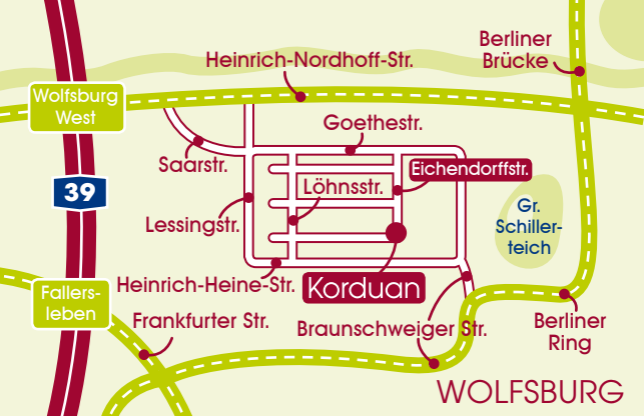 Berliner
Brücke
Heinrich-Nordhoff-Str.
Wolfsburg
West
Goethestr.
Saarstr.
Eichendorffstr.
39
Löhnsstr.
Lessingstr.
Gr.
Schiller-
teich
Heinrich-Heine-Str.
Korduan
Fallers-
leben
Frankfurter Str.
Braunschweiger Str.
Berliner
Ring
WOLFSBURG